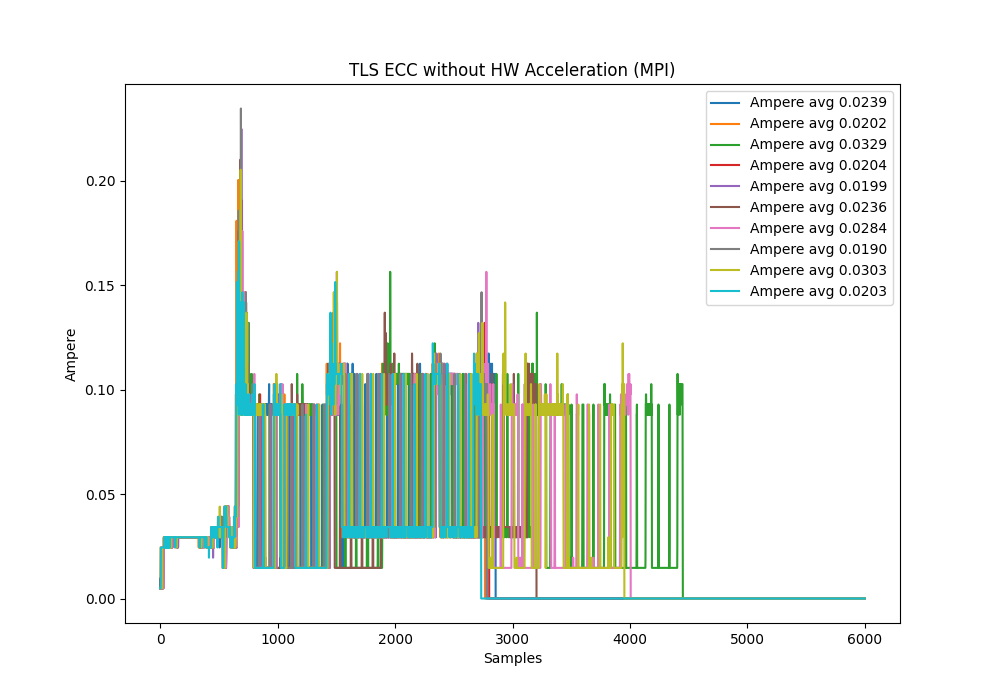 TLS ECC without HW Acceleration (MPI)
Ampere avg 0.0239
Ampere avg 0.0202
Ampere avg 0.0329
Ampere avg 0.0204
Ampere avg 0.0199
Ampere avg 0.0236
Ampere avg 0.0284
Ampere avg 0.0190
Ampere avg 0.0303
Ampere avg 0.0203
Ampere
0.20
0.15
0.10
0.05
0.00
0 1000 2000 3000 4000 5000 6000
Samples